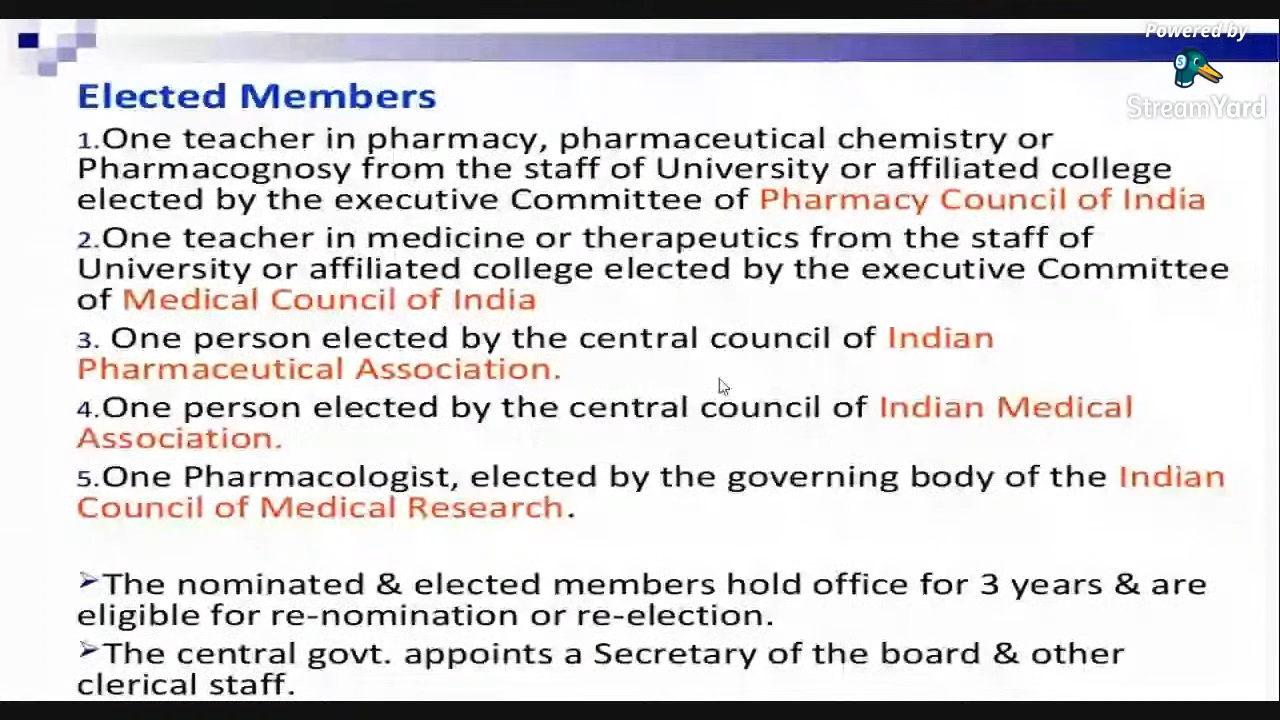 Powered by
StreamYard
Elected Members
1.One teacher in pharmacy, pharmaceutical chemistry or
Pharmacognosy from the staff of University or affiliated college
elected by the executive Committee of Pharmacy Council of India
2.One teacher in medicine or therapeutics from the staff of
University or affiliated college elected by the executive Committee
of Medical Council of India
3. One person elected by the central council of Indian
Pharmaceutical Association.
4.One person elected by the central council of Indian Medical
Association.
5.One Pharmacologist, elected by the governing body of the Indian
Council of Medical Research.
➢The nominated & elected members hold office for 3 years & are
eligible for re-nomination or re-election.
➢The central govt. appoints a Secretary of the board & other
clerical staff.